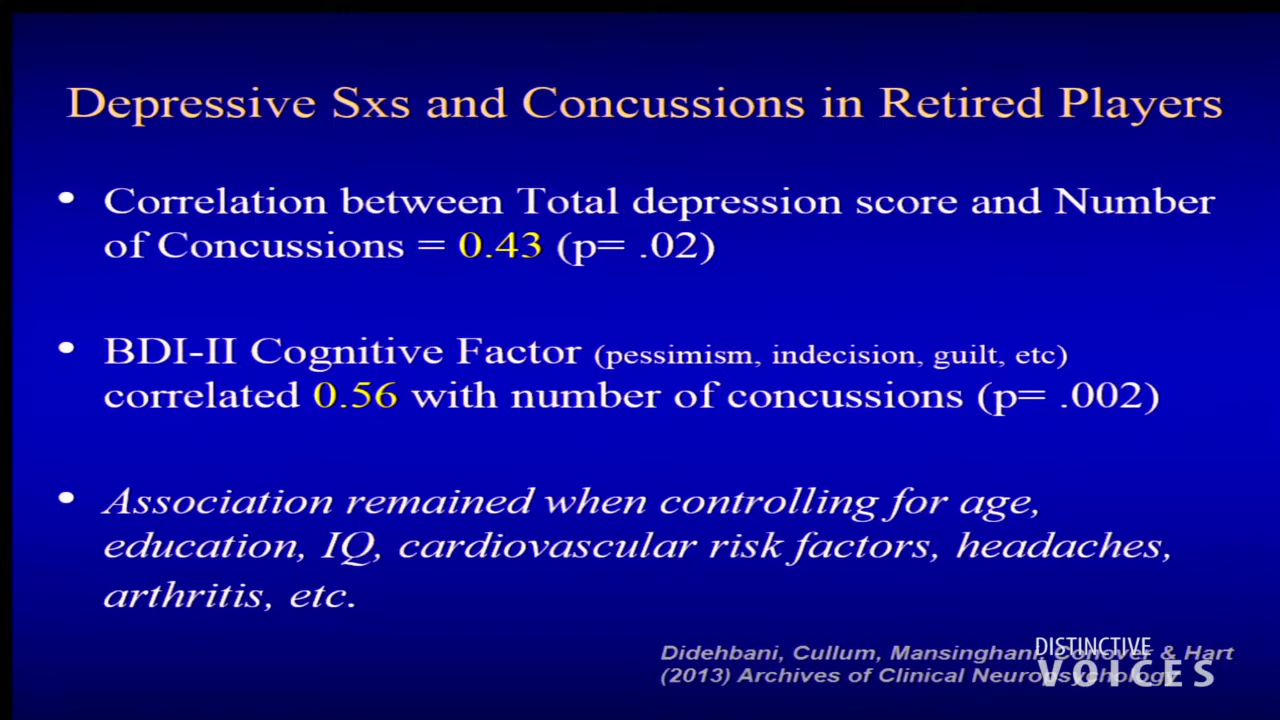 Depressive Sxs and Concussions in Retired Players
• Correlation between Total depression score and Number
of Concussions = 0.43 (p= .02)
• BDI-II Cognitive Factor (pessimism, indecision, guilt, etc)
correlated 0.56 with number of concussions (p= .002)
• Association remained when controlling for age,
education, IQ, cardiovascular risk factors, headaches,
arthritis, etc.
Didehbani, Cullum, Mansinghani, Conover & Hart
(2013) Archives of Clinical Neuropsychology
DISTINCTIVE
VOICES